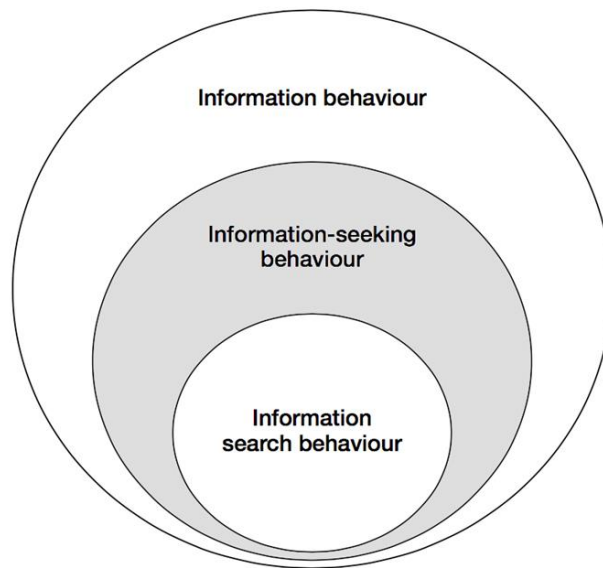 Information behaviour
Information-seeking
behaviour
Information
search behaviour